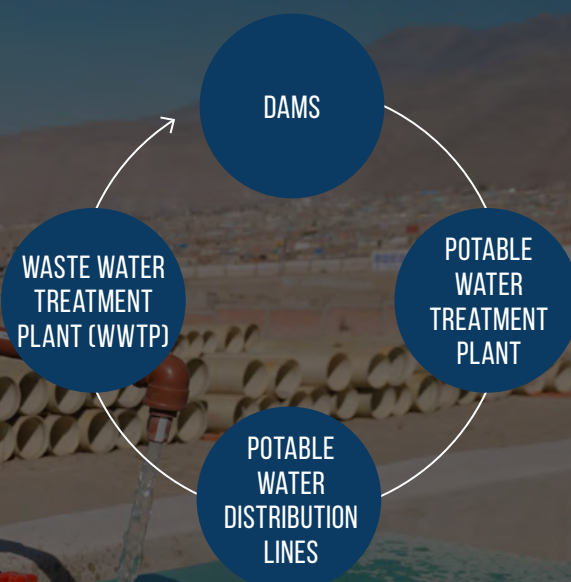 DAMS
POTABLE
WATER
TREATMENT
PLANT
POTABLE
WATER
DISTRIBUTION
LINES
WASTE WATER
TREATMENT
PLANT (WWTP)